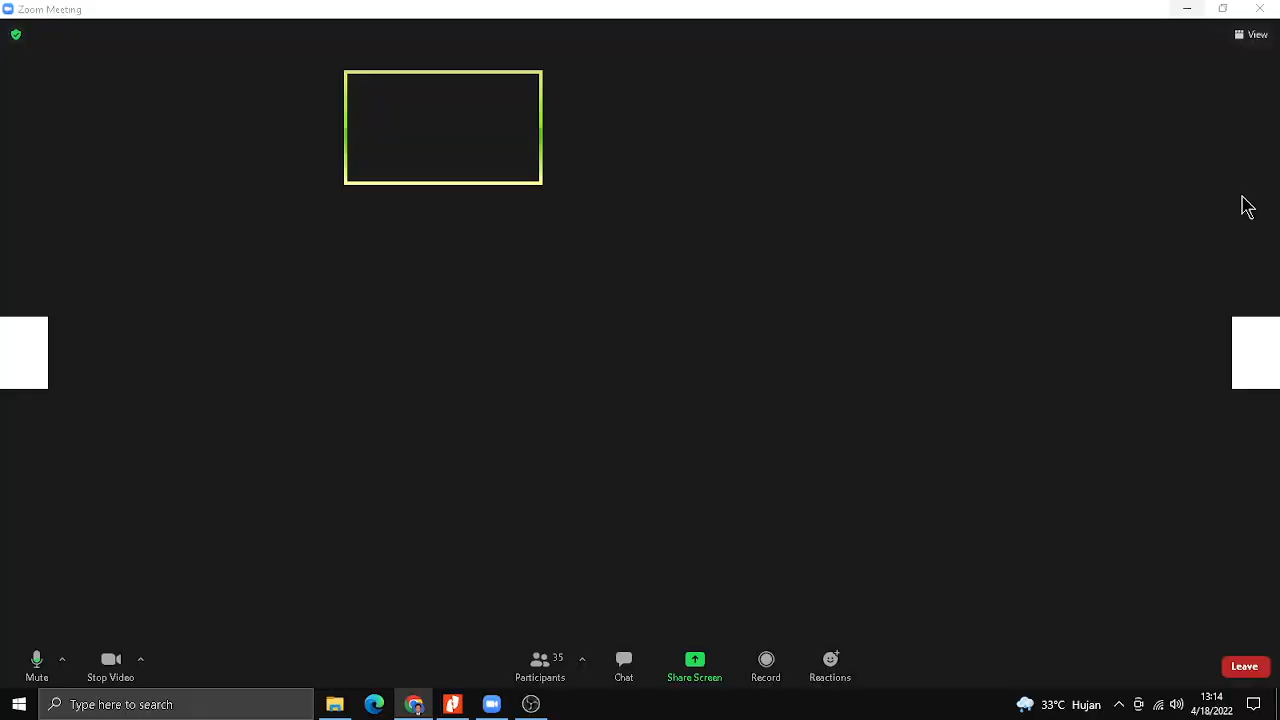 Zoom Meeting
View
Mute
Stop Video
35
Participants
Chat
Share Screen
Record
Reactions
Leave
Type here to search
33°C Hujan
13:14
4/18/2022